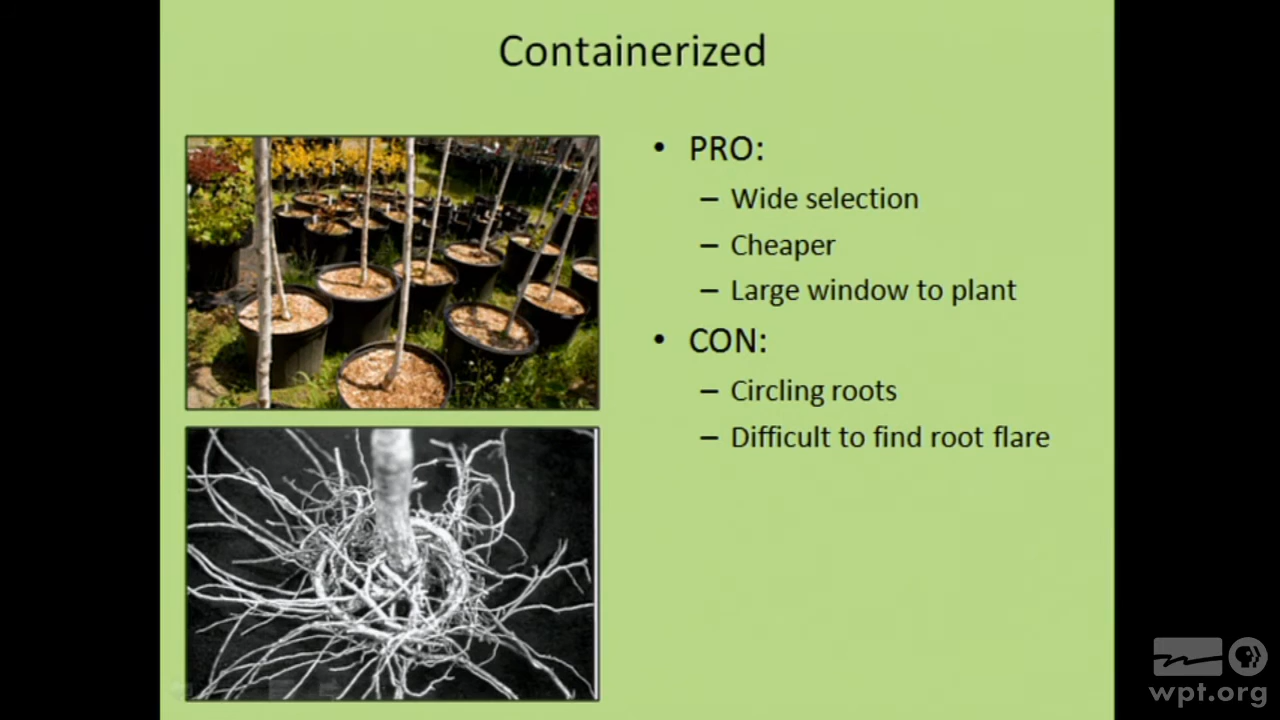 Containerized
• PRO:
– Wide selection
– Cheaper
– Large window to plant
• CON:
– Circling roots
– Difficult to find root flare
wpt.org